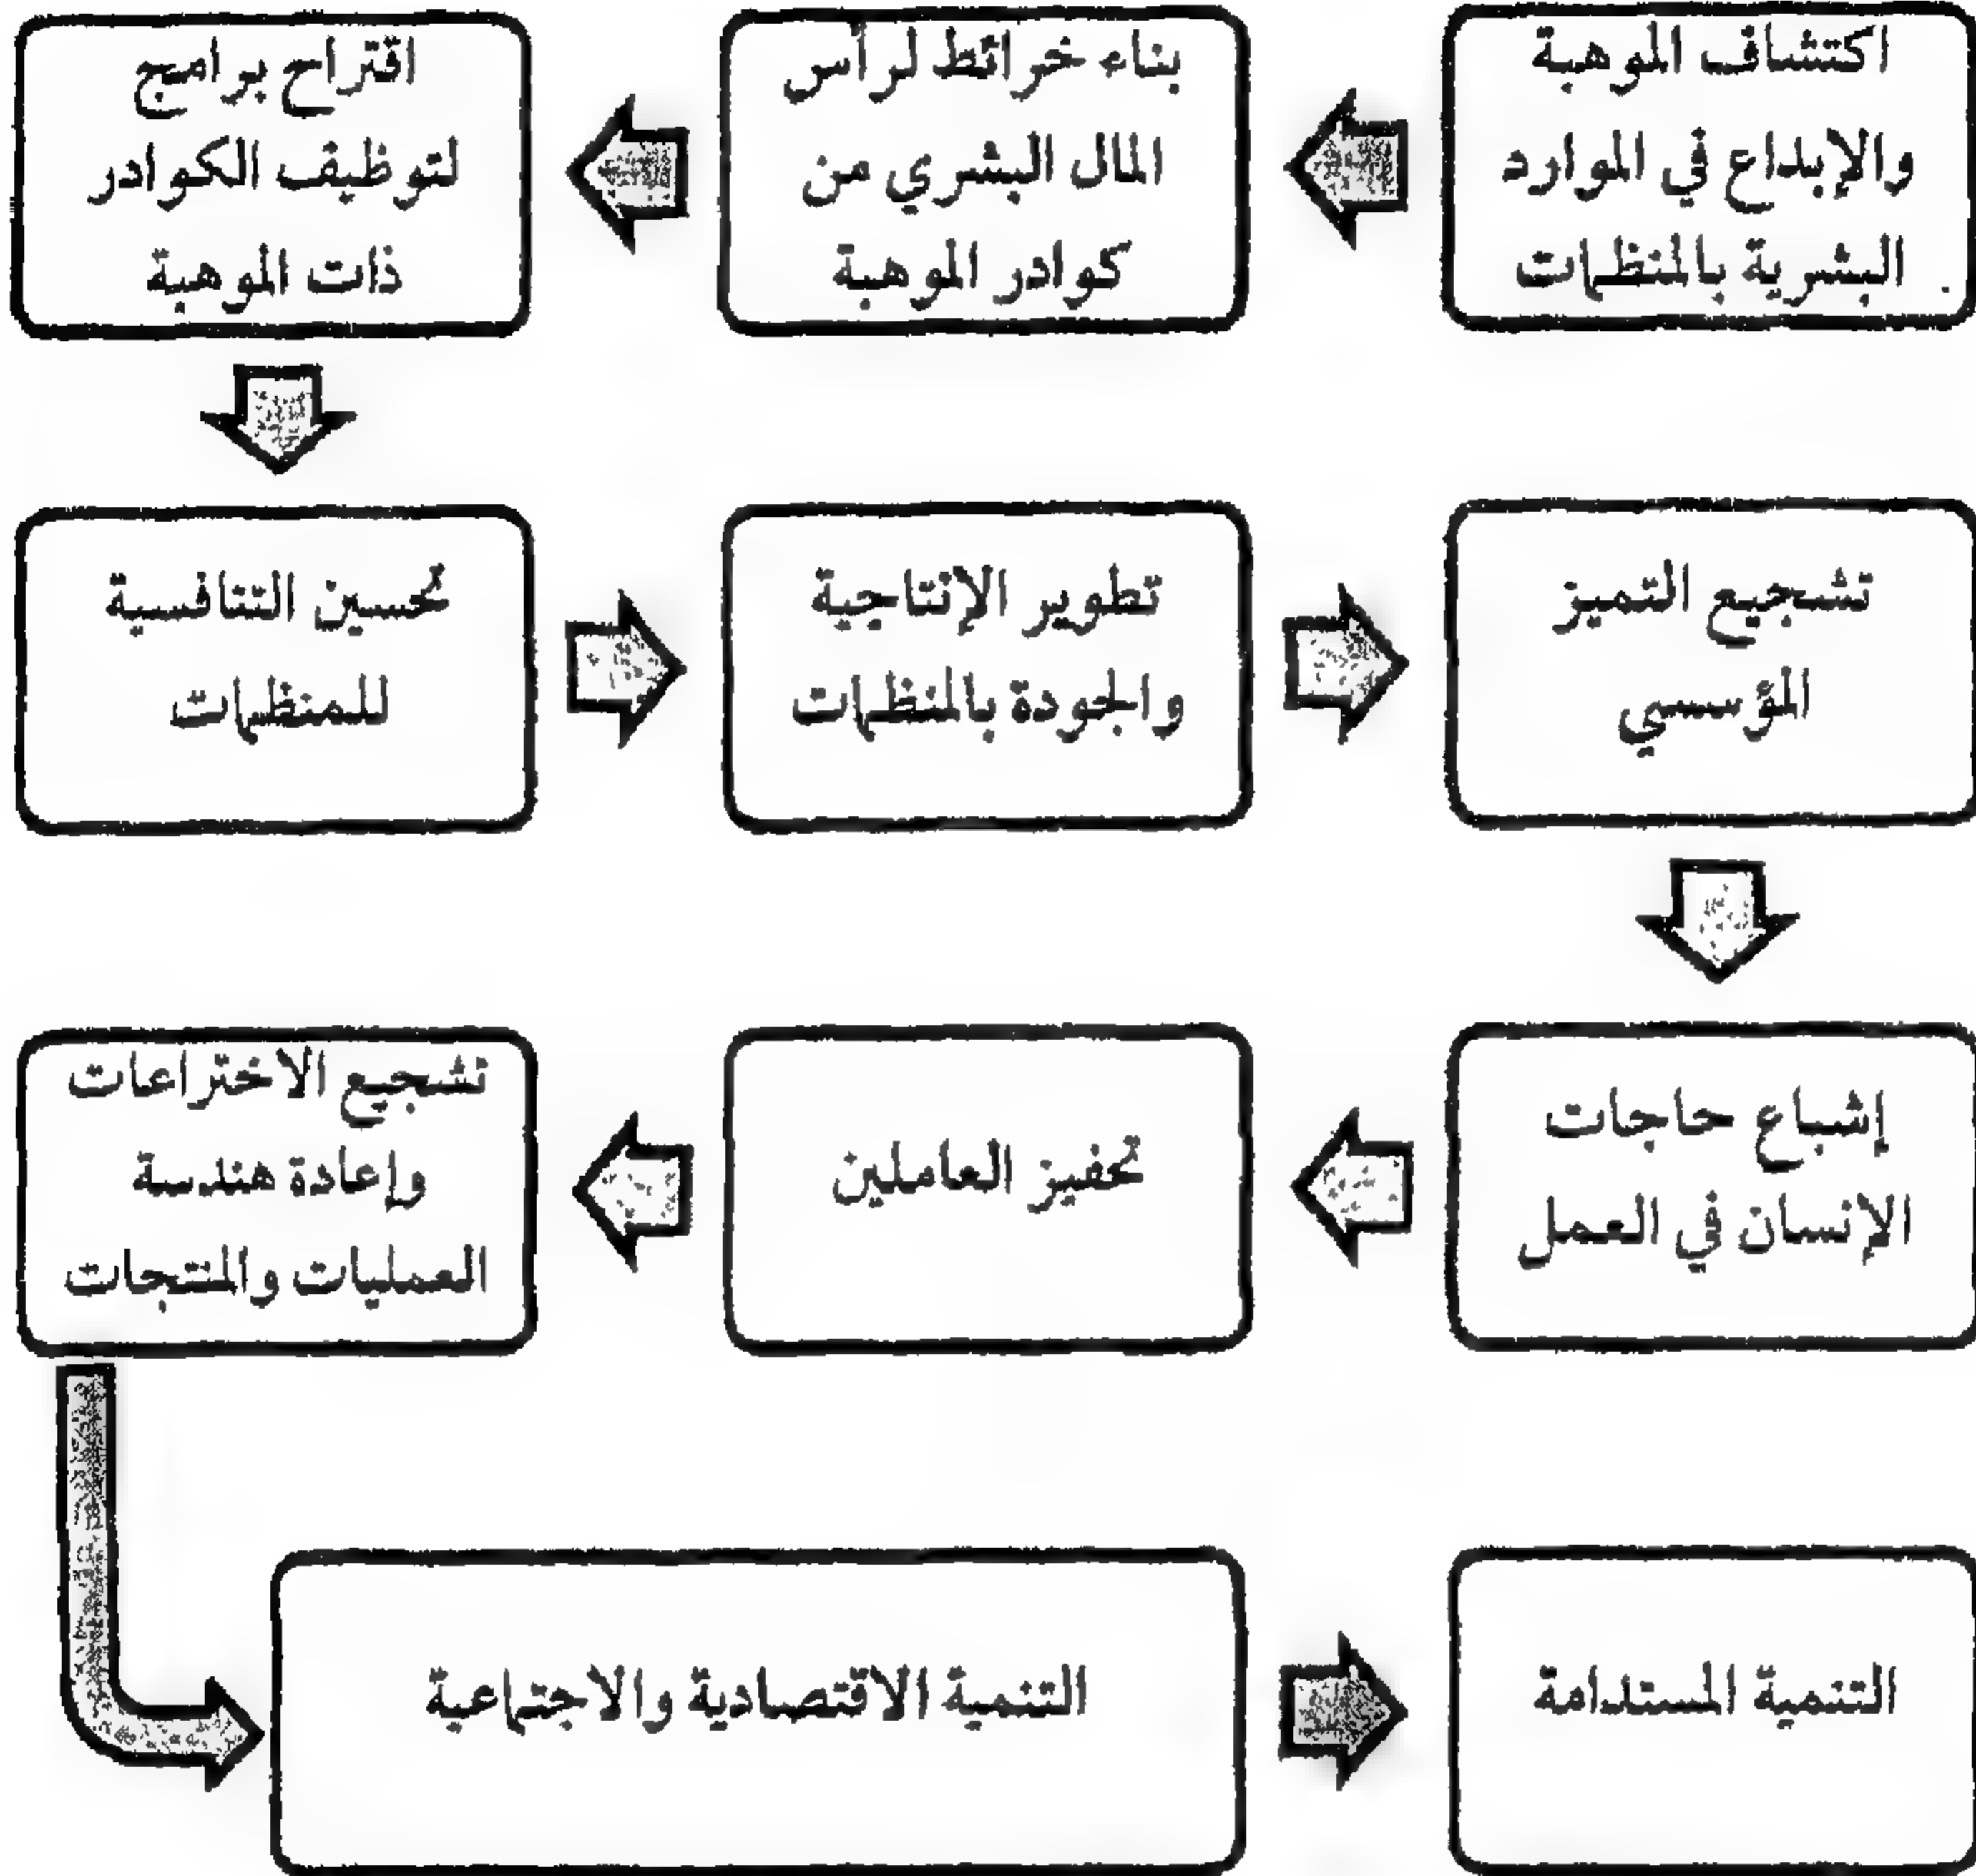 اكتشاف الموهبة
والإبداع في الموارد
البشرية بالمنظمات
بناء خرائط لرأس
المال البشري من
كوادر الموهبة
اقتراح برامج
لتوظيف الكوادر
ذات الموهبة
تحسين التنافسية
للمنظمات
تطوير الإنتاجية
والجودة بالمنظمات
تشجيع التميز
المؤسسي
إشباع حاجات
الإنسان في العمل
تحفيز العاملين
تشجيع الاختراعات
وإعادة هندسة
العمليات والمنتجات
التنمية الاقتصادية والاجتماعية
التنمية المستدامة